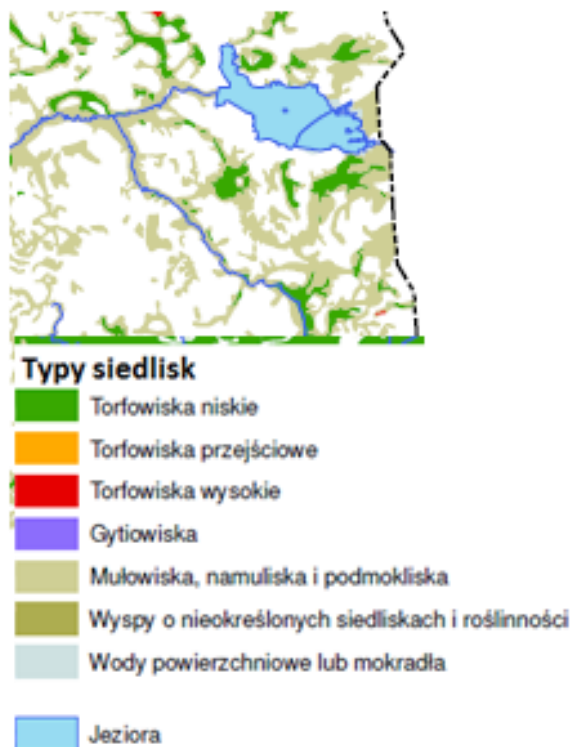 Typy siedlisk
Torfowiska niskie
Torfowiska przejściowe
Torfowiska wysokie
Gytiowiska
Mułowiska, namuliska i podmokliska
Wyspy o nieokreślonych siedliskach i roślinności
Wody powierzchniowe lub mokradła
Jeziora